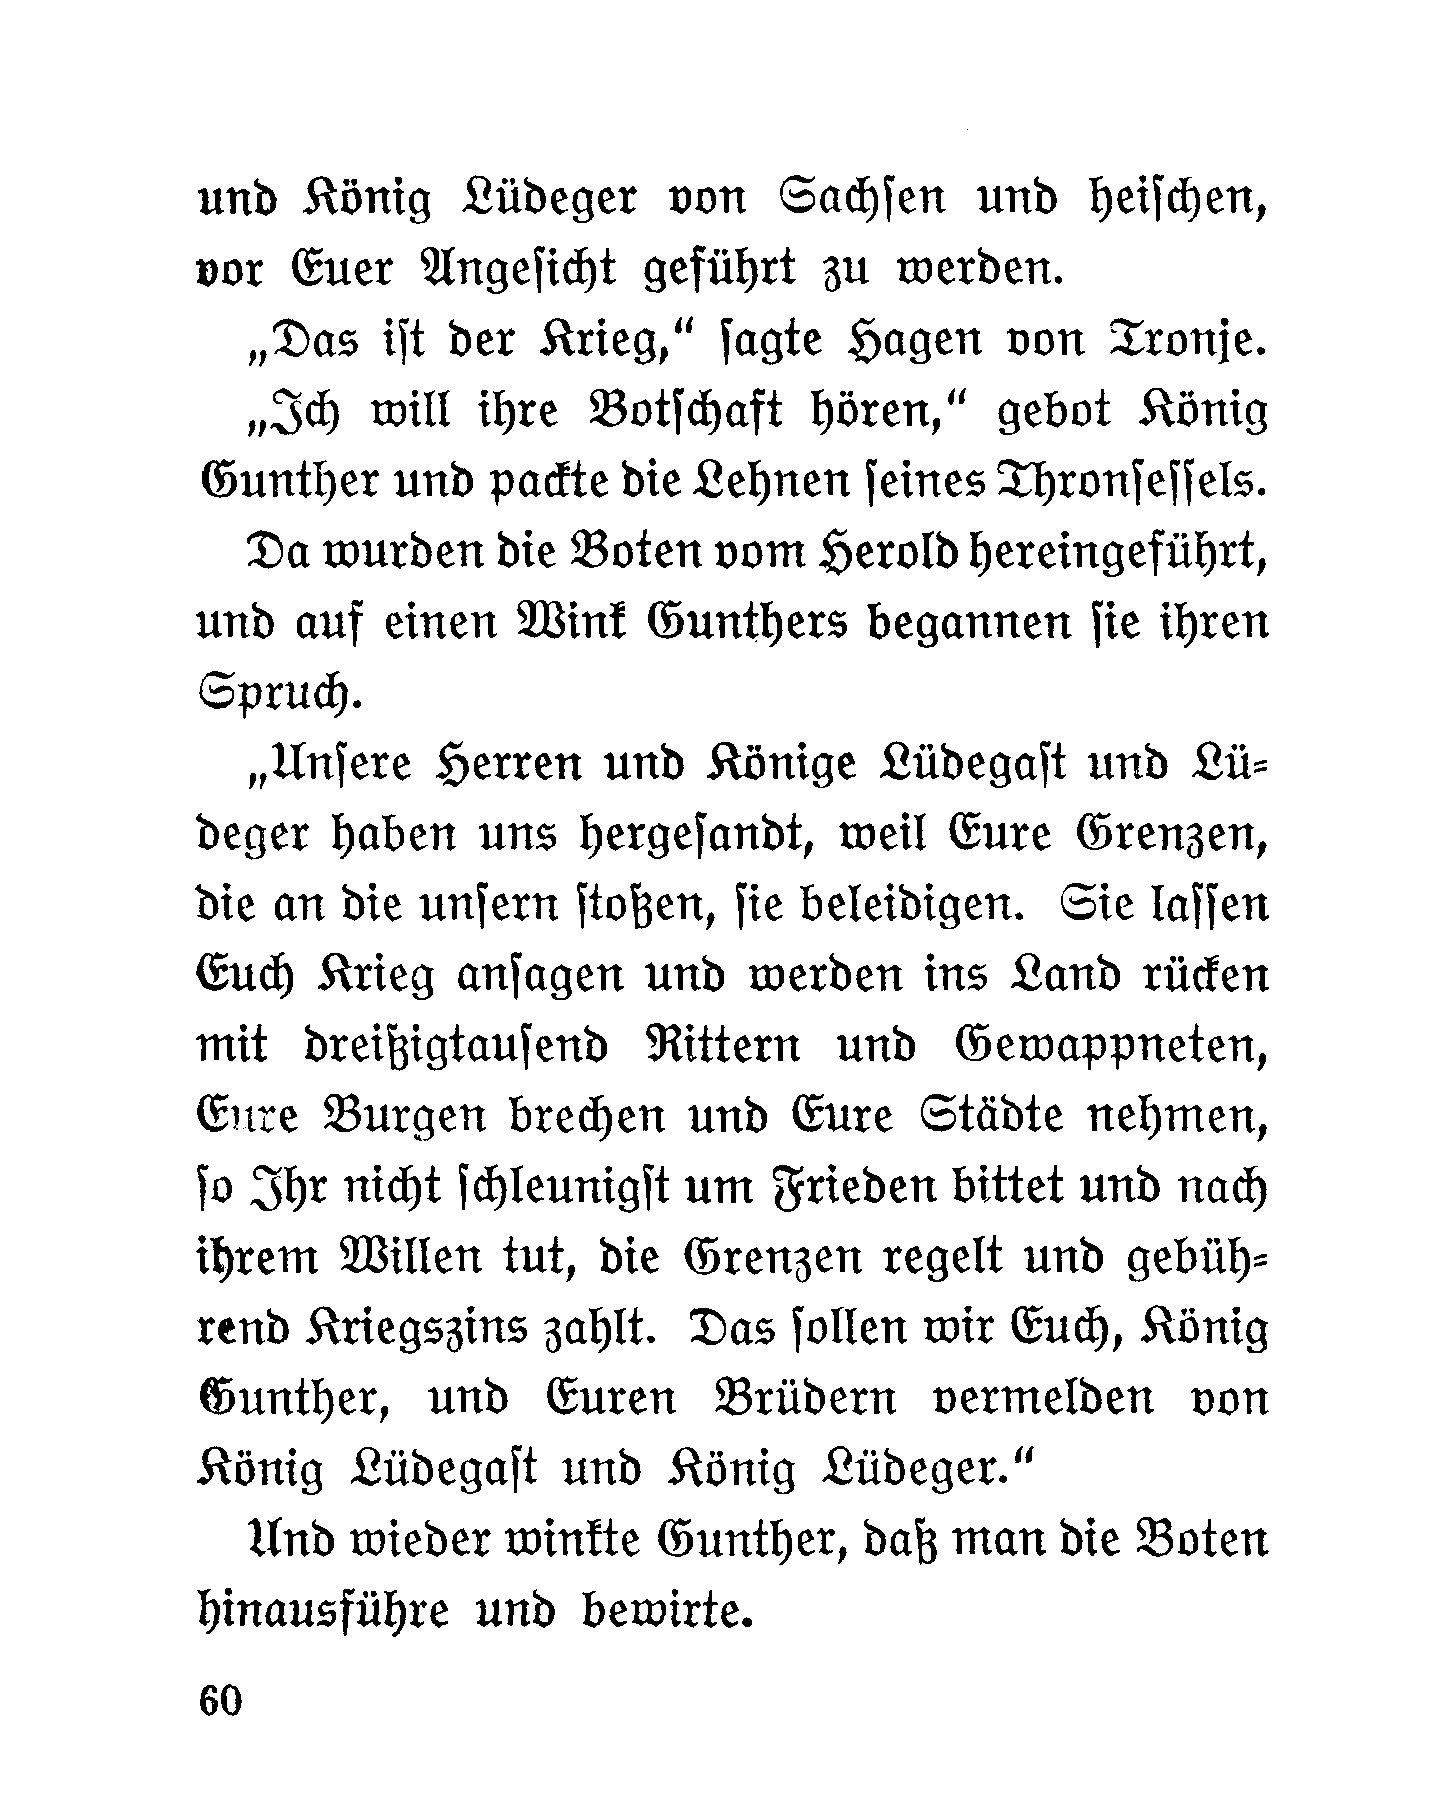 und König Lüdeger von Sachſen und heiſchen,
vor Euer Angeſicht geführt zu werden.
„Das iſt der Krieg,“ ſagte Hagen von Tronje.
„Ich will ihre Botſchaft hören,“ gebot König
Gunther und packte die Lehnen ſeines Thronſeſſels.
Da wurden die Boten vom Herold hereingeführt,
und auf einen Wink Gunthers begannen ſie ihren
Spruch.
„Unſere Herren und Könige Lüdegaſt und Lü⸗
deger haben uns hergeſandt, weil Eure Grenzen,
die an die unſern ſtoßen, ſie beleidigen. Sie laſſen
Euch Krieg anſagen und werden ins Land rücken
mit dreißigtauſend Rittern und Gewappneten,
Eure Burgen brechen und Eure Städte nehmen,
ſo Ihr nicht ſchleunigſt um Frieden bittet und nach
ihrem Willen tut, die Grenzen regelt und gebüh⸗
rend Kriegszins zahlt. Das ſollen wir Euch, König
Gunther, und Euren Brüdern vermelden von
König Lüdegaſt und König Lüdeger.“
Und wieder winkte Gunther, daß man die Boten
hinausführe und bewirte.
60